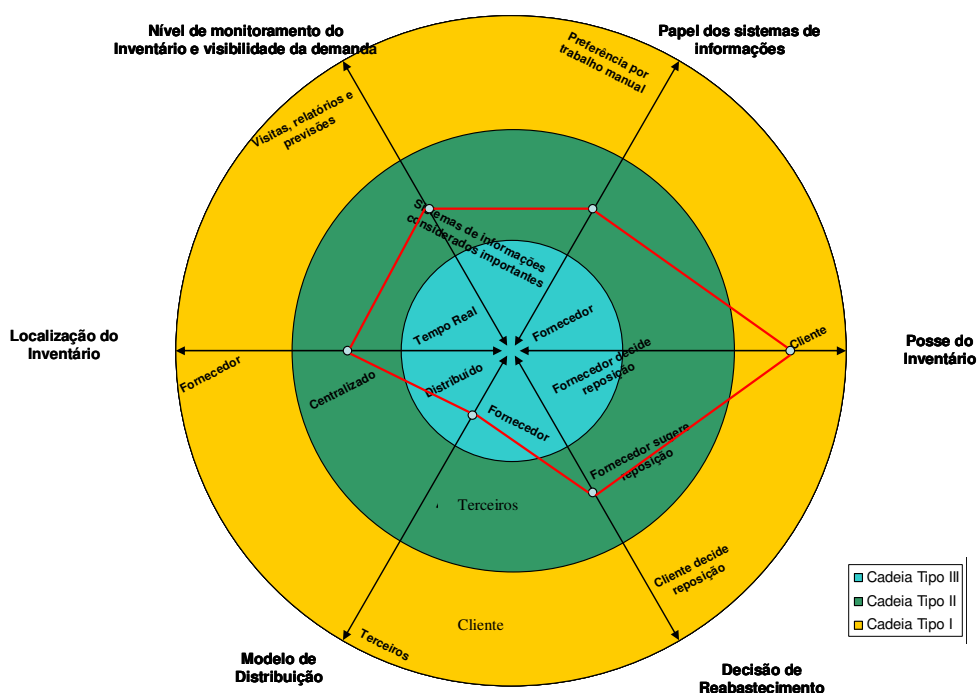 Nível de monitoramento do
Inventário e visibilidade da demanda
Papel dos sistemas de
informações
Preferência por
trabalho manual
Visitas, relatórios e
previsões
Sistemas de informações
considerados importantes
Localização do
Inventário
Tempo Real
Fornecedor
Cliente
Posse do
Inventário
Fornecedor
Centralizado
Distribuído
Fornecedor decide
reposição
Fornecedor
Fornecedor sugere
reposição
Terceiros
Cliente decide
reposição
Cliente
Terceiros
Modelo de
Distribuição
Decisão de
Reabastecimento
Cadeia Tipo III
Cadeia Tipo II
Cadeia Tipo I